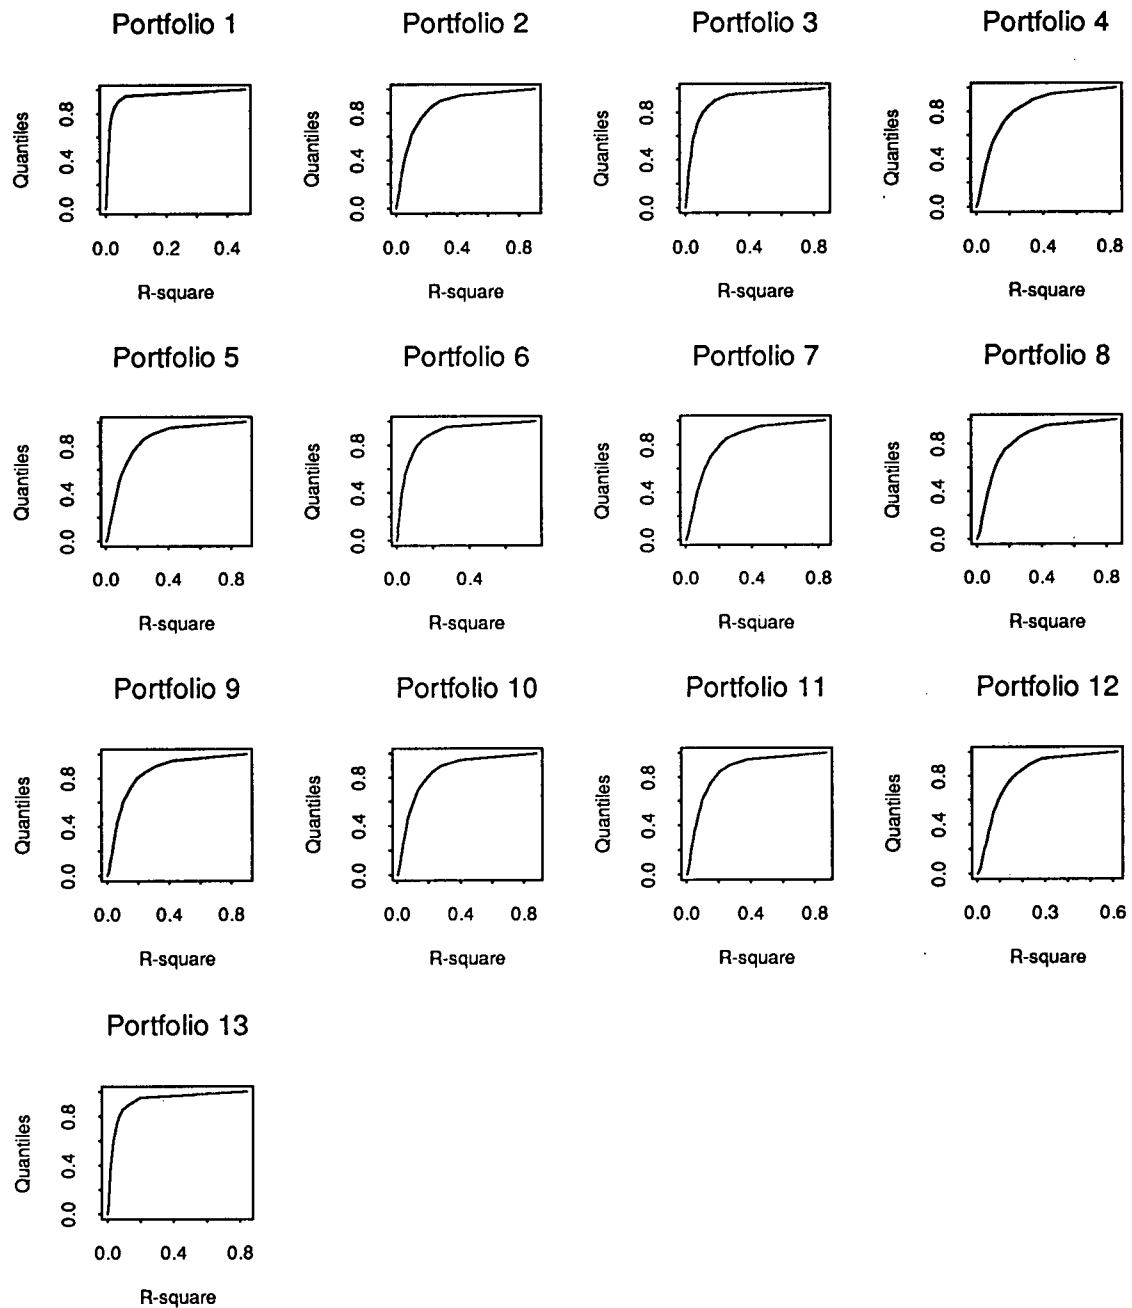 Portfolio 1
Quantiles
0.0 0.4 0.8
0.0 0.2 0.4
R-square
Portfolio 2
Quantiles
0.0 0.4 0.8
0.0 0.4 0.8
R-square
Portfolio 3
Quantiles
0.0 0.4 0.8
0.0 0.4 0.8
R-square
Portfolio 4
Quantiles
0.0 0.4 0.8
0.0 0.4 0.8
R-square
Portfolio 5
Quantiles
0.0 0.4 0.8
0.0 0.4 0.8
R-square
Portfolio 6
Quantiles
0.0 0.4 0.8
0.0 0.4
R-square
Portfolio 7
Quantiles
0.0 0.4 0.8
0.0 0.4 0.8
R-square
Portfolio 8
Quantiles
0.0 0.4 0.8
0.0 0.4 0.8
R-square
Portfolio 9
Quantiles
0.0 0.4 0.8
0.0 0.4 0.8
R-square
Portfolio 10
Quantiles
0.0 0.4 0.8
0.0 0.4 0.8
R-square
Portfolio 11
Quantiles
0.0 0.4 0.8
0.0 0.4 0.8
R-square
Portfolio 12
Quantiles
0.0 0.4 0.8
0.0 0.3 0.6
R-square
Portfolio 13
Quantiles
0.0 0.4 0.8
0.0 0.4 0.8
R-square